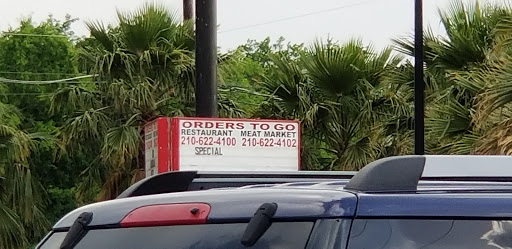 ORDERS TO GO
RESTAURANT MEAT MARKET
210-622-4100 210-622-4102
SPECIAL